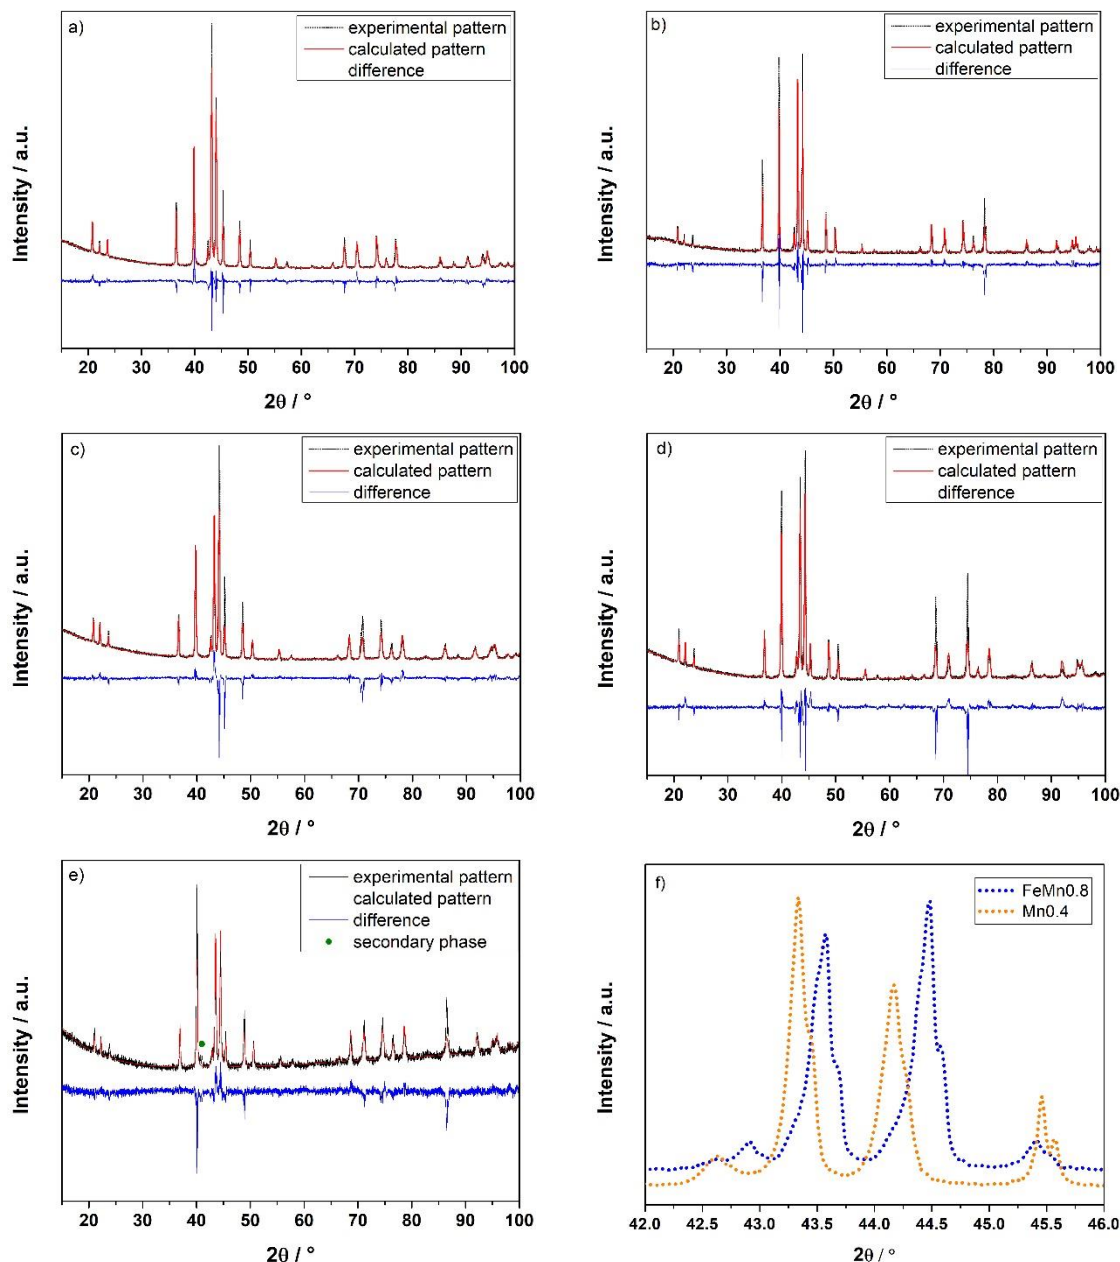 a)
experimental pattern
calculated pattern
difference
Intensity / a.u.
20 30 40 50 60 70 80 90 100
2θ / °
b)
experimental pattern
calculated pattern
difference
Intensity / a.u.
20 30 40 50 60 70 80 90 100
2θ / °
c)
experimental pattern
calculated pattern
difference
Intensity / a.u.
20 30 40 50 60 70 80 90 100
2θ / °
d)
experimental pattern
calculated pattern
difference
Intensity / a.u.
20 30 40 50 60 70 80 90 100
2θ / °
e)
experimental pattern
calculated pattern
difference
secondary phase
Intensity / a.u.
20 30 40 50 60 70 80 90 100
2θ / °
f)
FeMn0.8
Mn0.4
Intensity / a.u.
42.0 42.5 43.0 43.5 44.0 44.5 45.0 45.5 46.0
2θ / °